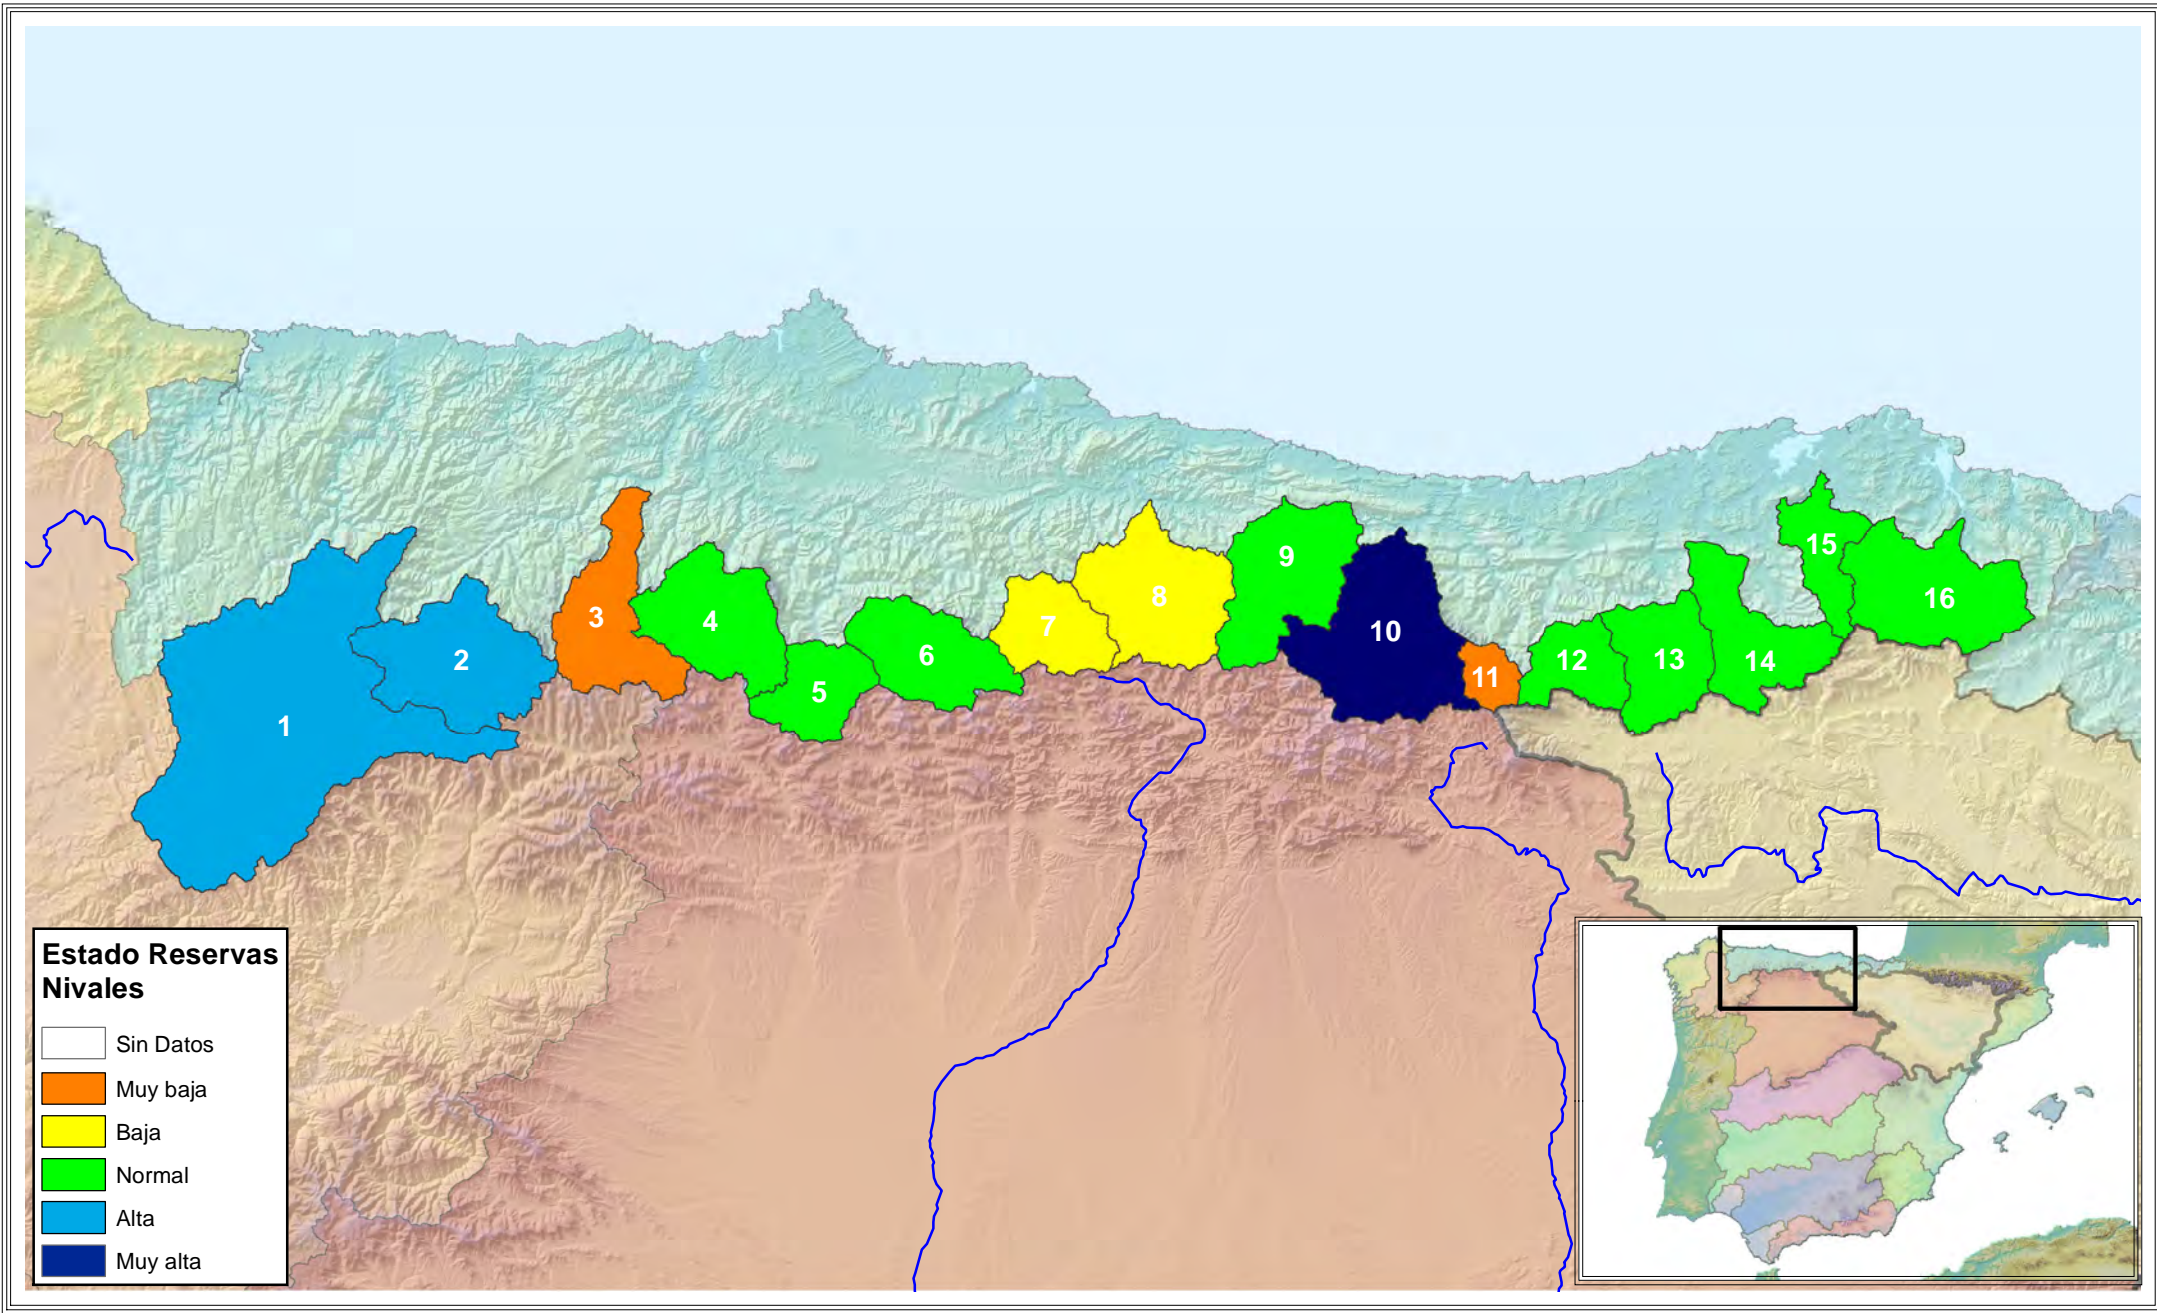 1
2
3
4
5
6
7
8
9
10
11
12
13
14
15
16
Estado Reservas
Nivales
Sin Datos
Muy baja
Baja
Normal
Alta
Muy alta